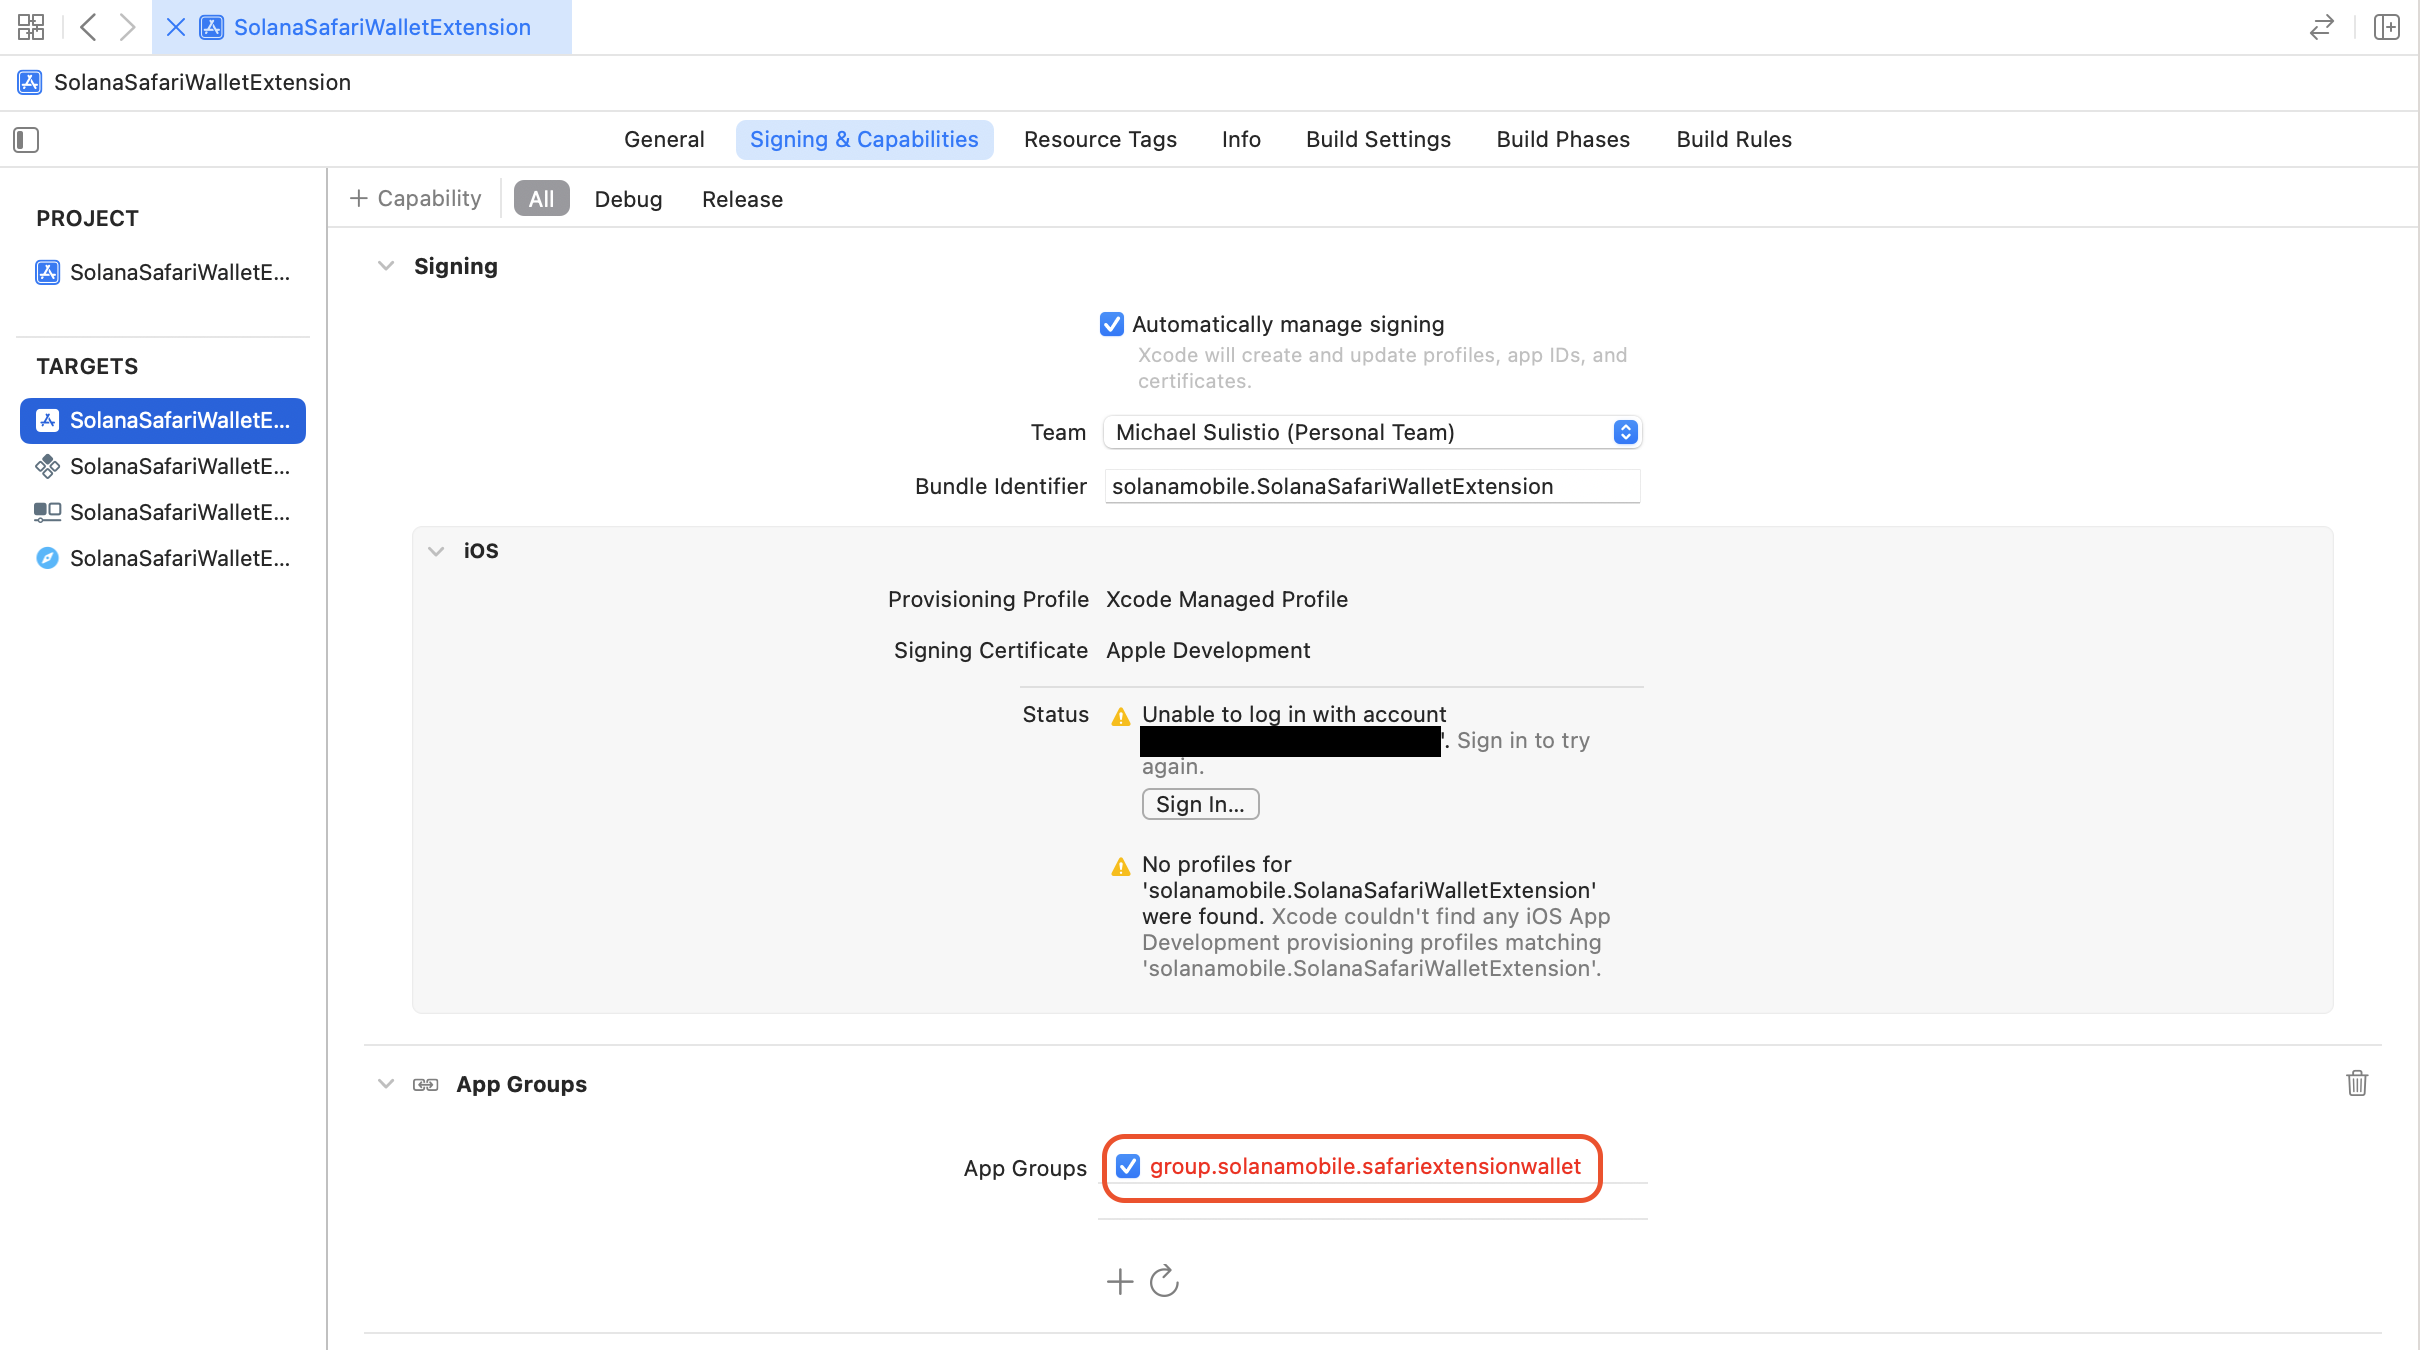 SolanaSafariWalletExtension
SolanaSafariWalletExtension
General Signing & Capabilities Resource Tags Info Build Settings Build Phases Build Rules
+ Capability All Debug Release
PROJECT
SolanaSafariWalletE...
TARGETS
SolanaSafariWalletE...
SolanaSafariWalletE...
SolanaSafariWalletE...
SolanaSafariWalletE...
Signing
Automatically manage signing
Xcode will create and update profiles, app IDs, and
certificates.
Team Michael Sulistio (Personal Team)
Bundle Identifier solanamobile.SolanaSafariWalletExtension
iOS
Provisioning Profile Xcode Managed Profile
Signing Certificate Apple Development
Status Unable to log in with account
'. Sign in to try
again.
Sign In...
No profiles for
'solanamobile.SolanaSafariWalletExtension'
were found. Xcode couldn't find any iOS App
Development provisioning profiles matching
'solanamobile.SolanaSafariWalletExtension'.
App Groups
App Groups group.solanamobile.safariextensionwallet